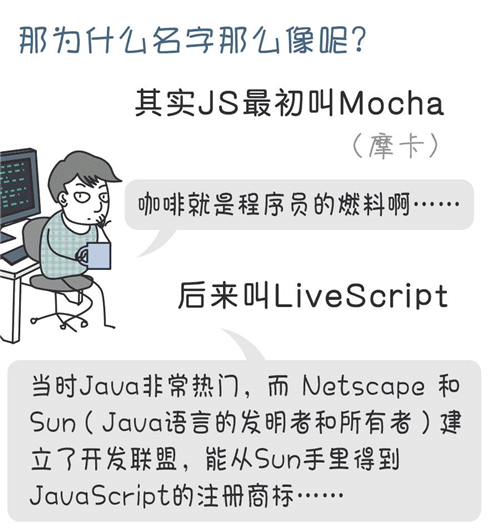 那为什么名字那么像呢？
其实JS最初叫Mocha
（摩卡）
咖啡就是程序员的燃料啊……
后来叫LiveScript
当时Java非常热门，而 Netscape 和
Sun（Java语言的发明者和所有者）建
立了开发联盟，能从Sun手里得到
JavaScript的注册商标……